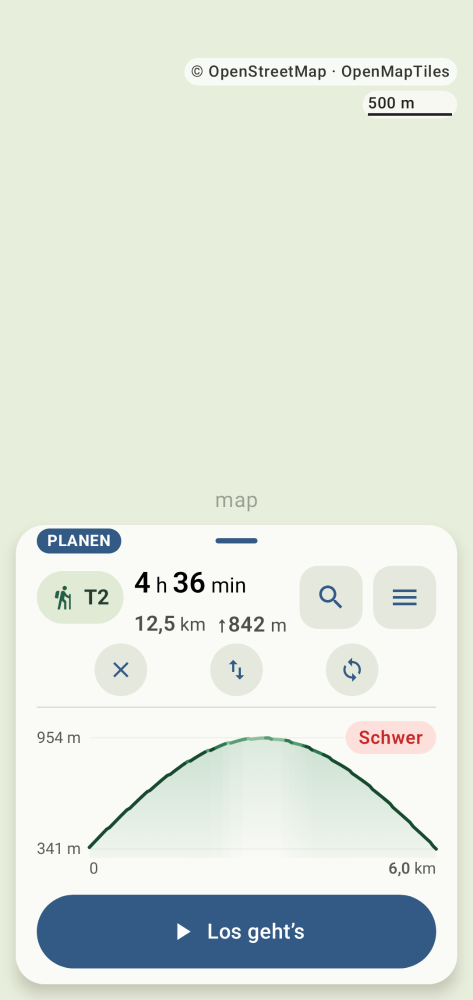 © OpenStreetMap · OpenMapTiles
500 m
map
PLANEN
T2
4 h 36 min
12,5 km ↑842 m
954 m
Schwer
341 m
0
6,0 km
Los geht’s